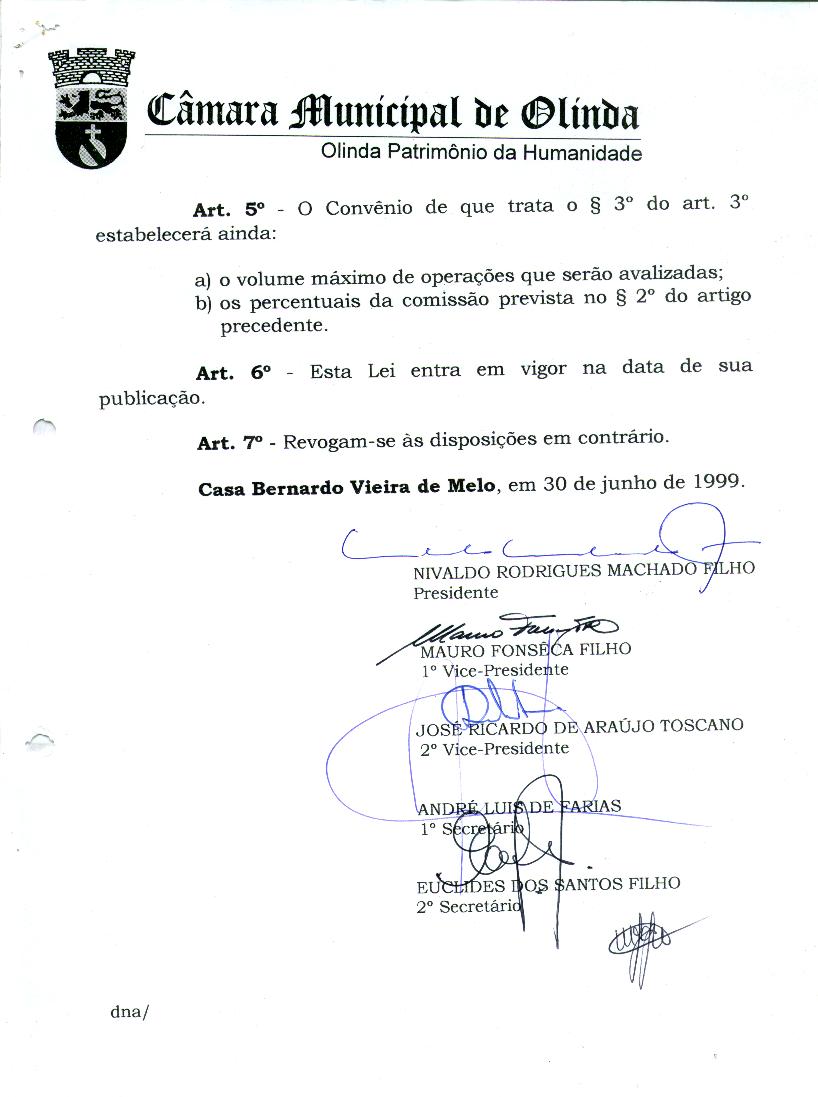 Câmara Municipal de Olinda
Olinda Patrimônio da Humanidade
Art. 5º - O Convênio de que trata o § 3º do art. 3º
estabelecerá ainda:
a) o volume máximo de operações que serão avalizadas;
b) os percentuais da comissão prevista no § 2º do artigo
precedente.
Art. 6º - Esta Lei entra em vigor na data de sua
publicação.
Art. 7º - Revogam-se às disposições em contrário.
Casa Bernardo Vieira de Melo, em 30 de junho de 1999.
NIVALDO RODRIGUES MACHADO FILHO
Presidente
MAURO FONSÊCA FILHO
1º Vice-Presidente
JOSÉ RICARDO DE ARAÚJO TOSCANO
2º Vice-Presidente
ANDRÉ LUIS DE FARIAS
1º Secretário
EUCLIDES DOS SANTOS FILHO
2º Secretário
dna/